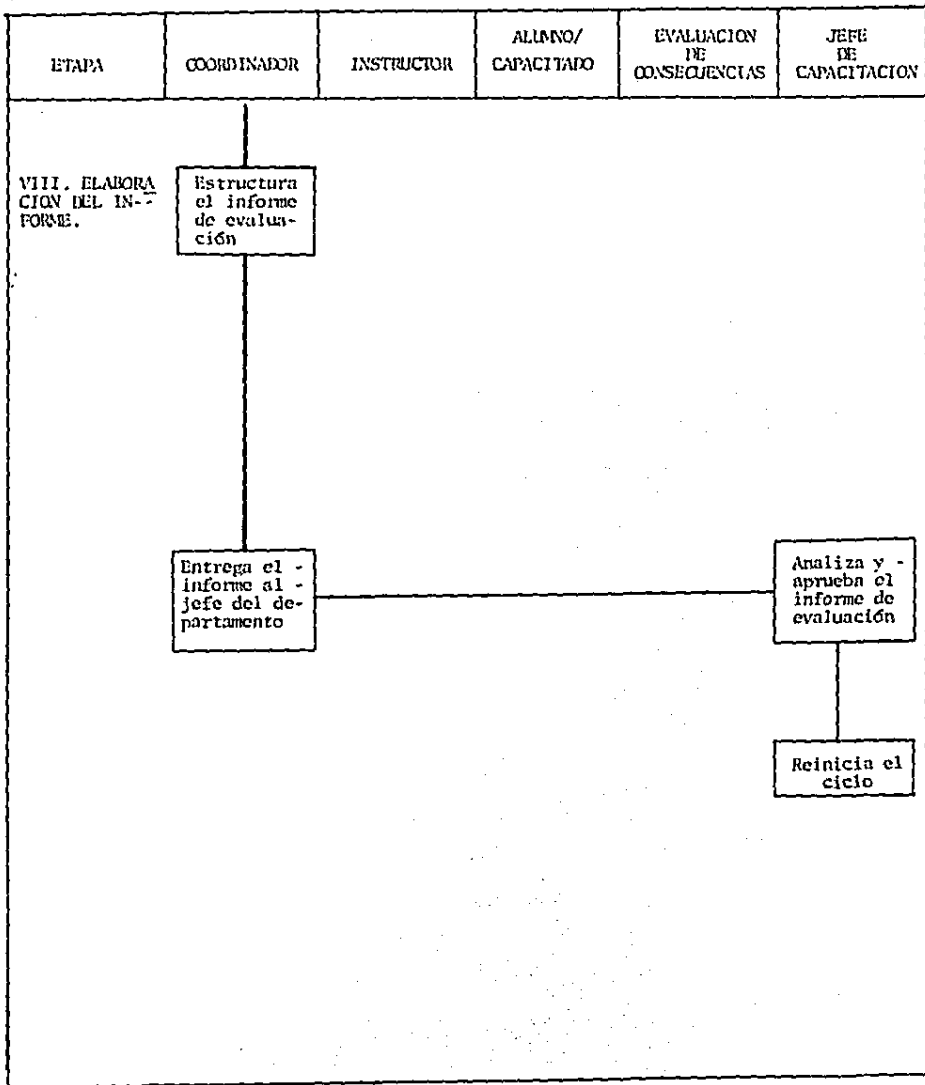 ETAPA
COORDINADOR
INSTRUCTOR
ALUMNO/
CAPACITADO
EVALUACION
DE
CONSECUENCIAS
JEFE
DE
CAPACITACION
VIII. ELABORA
CION DEL IN--
FORME.
Estructura
el informe
de evalua-
ción
Entrega el -
informe al -
jefe del de-
partamento
Analiza y -
aprueba el
informe de
evaluación
Reinicia el
ciclo